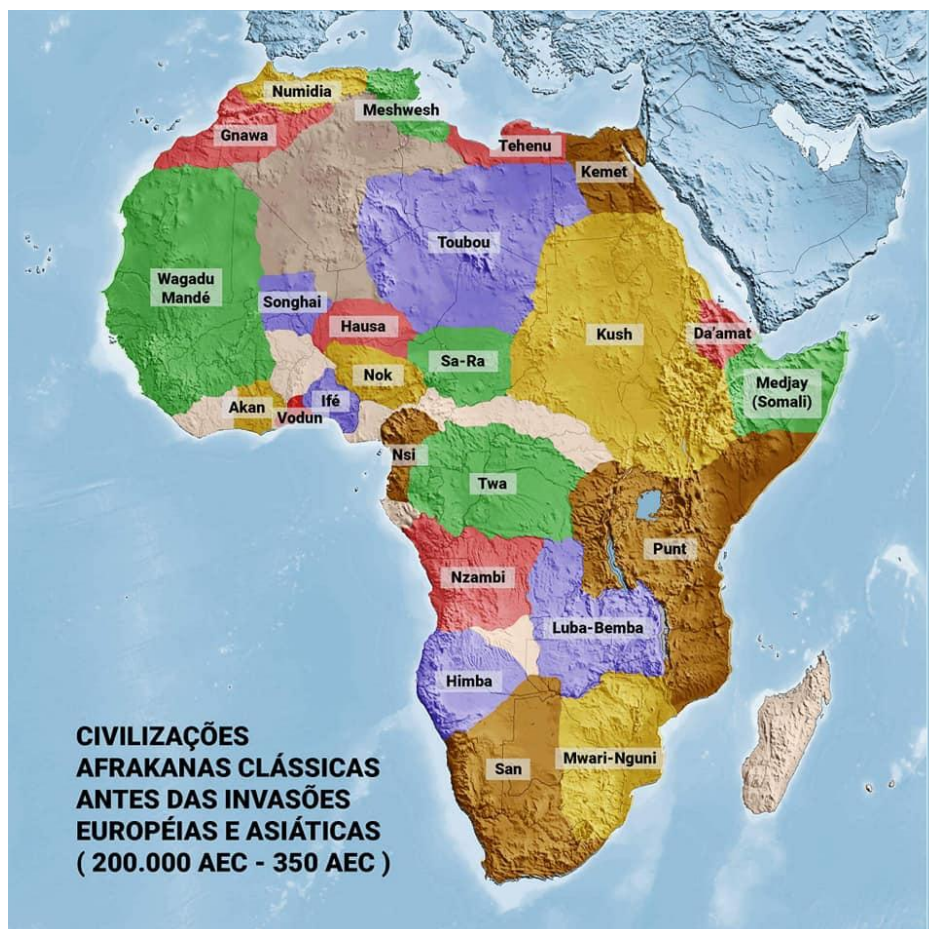 Numidia
Meshwesh
Gnawa
Tehenu
Kemet
Toubou
Wagadu
Mandé
Songhai
Hausa
Kush
Da'amat
Sa-Ra
Nok
Medjay
(Somali)
Akan
Ifé
Vodun
Nsi
Twa
Punt
Nzambi
Luba-Bemba
Himba
Mwari-Nguni
San
CIVILIZAÇÕES
AFRAKANAS CLÁSSICAS
ANTES DAS INVASÕES
EUROPÉIAS E ASIÁTICAS
( 200.000 AEC - 350 AEC )